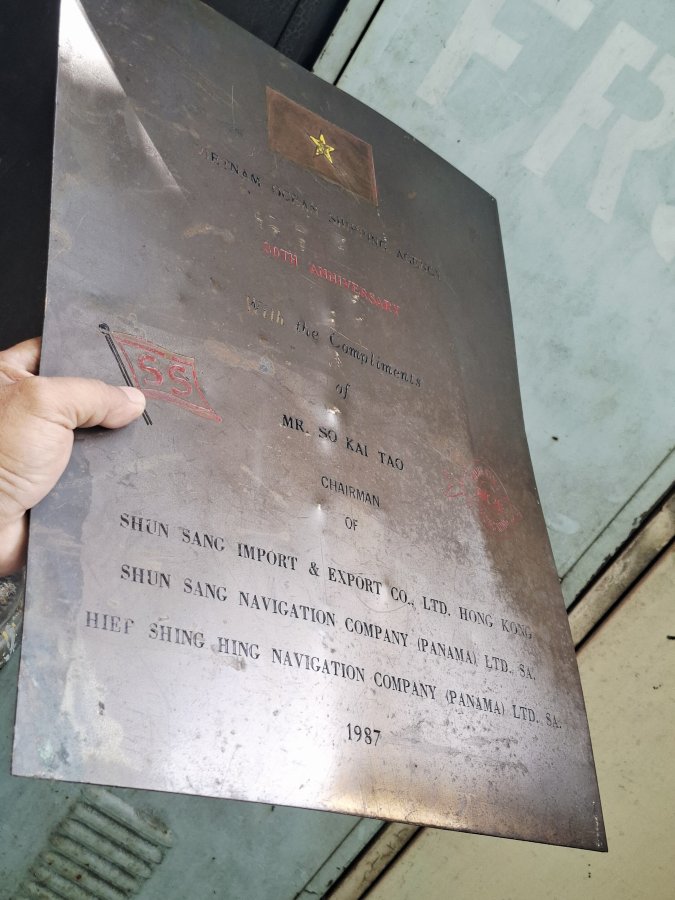 VIETNAM OCEAN SHIPPING AGENCY
30TH ANNIVERSARY
With the Compliments
of
SS
MR. SO KAI TAO
CHAIRMAN
OF
SHUN SANG IMPORT & EXPORT CO., LTD. HONG KONG
SHUN SANG NAVIGATION COMPANY (PANAMA) LTD., SA.
HIEP SHING HING NAVIGATION COMPANY (PANAMA) LTD. SA.
1987